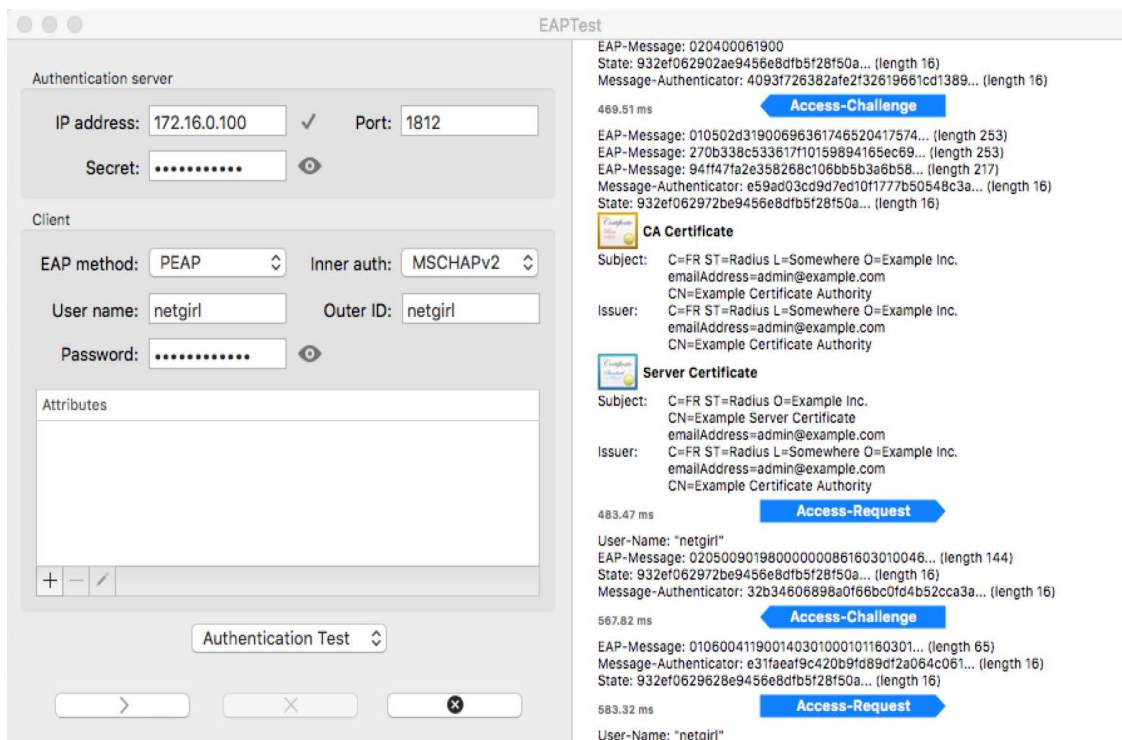 EAPTest
Authentication server
IP address: 172.16.0.100 Port: 1812
Secret: •••••••••••
Client
EAP method: PEAP Inner auth: MSCHAPv2
User name: netgirl Outer ID: netgirl
Password: ••••••••••••
Attributes
Authentication Test
EAP-Message: 020400061900
State: 932ef062902ae9456e8dfb5f28f50a... (length 16)
Message-Authenticator: 4093f726382afe2f32619661cd1389... (length 16)
469.51 ms Access-Challenge
EAP-Message: 010502d31900696361746520417574... (length 253)
EAP-Message: 270b338c533617f10159894165ec69... (length 253)
EAP-Message: 94ff47fa2e358268c106bb5b3a6b58... (length 217)
Message-Authenticator: e59ad03cd9d7ed10f1777b50548c3a... (length 16)
State: 932ef062972be9456e8dfb5f28f50a... (length 16)
CA Certificate
Subject: C=FR ST=Radius L=Somewhere O=Example Inc.
emailAddress=admin@example.com
CN=Example Certificate Authority
Issuer: C=FR ST=Radius L=Somewhere O=Example Inc.
emailAddress=admin@example.com
CN=Example Certificate Authority
Server Certificate
Subject: C=FR ST=Radius O=Example Inc.
CN=Example Server Certificate
emailAddress=admin@example.com
Issuer: C=FR ST=Radius L=Somewhere O=Example Inc.
emailAddress=admin@example.com
CN=Example Certificate Authority
483.47 ms Access-Request
User-Name: "netgirl"
EAP-Message: 020500901980000000861603010046... (length 144)
State: 932ef062972be9456e8dfb5f28f50a... (length 16)
Message-Authenticator: 32b34606898a0f66bc0fd4b52cca3a... (length 16)
567.82 ms Access-Challenge
EAP-Message: 010600411900140301000101160301... (length 65)
Message-Authenticator: e31faeaf9c420b9fd89df2a064c061... (length 16)
State: 932ef0629628e9456e8dfb5f28f50a... (length 16)
583.32 ms Access-Request
User-Name: "netgirl"